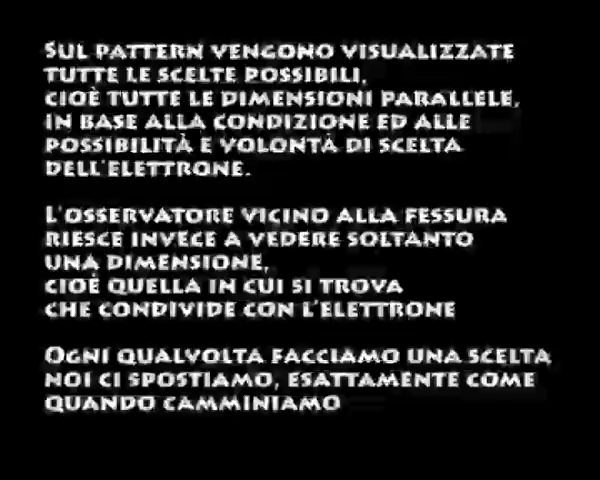 Sul pattern vengono visualizzate
tutte le scelte possibili,
cioè tutte le dimensioni parallele,
in base alla condizione ed alle
possibilità e volontà di scelta
dell'elettrone.
L'osservatore vicino alla fessura
riesce invece a vedere soltanto
una dimensione,
cioè quella in cui si trova
che condivide con l'elettrone
Ogni qualvolta facciamo una scelta
noi ci spostiamo, esattamente come
quando camminiamo